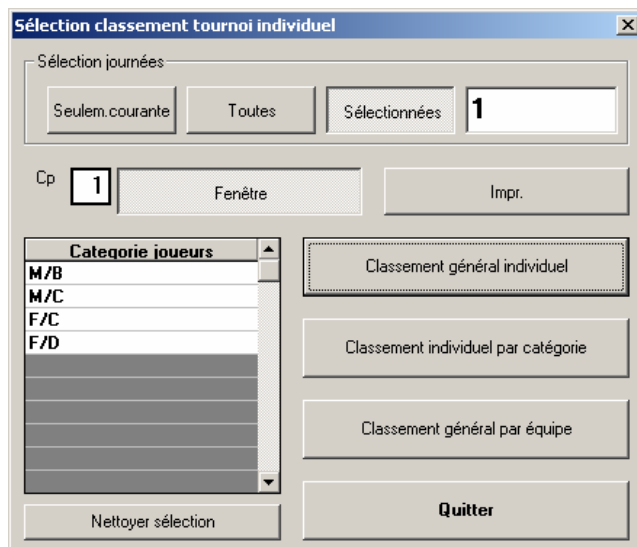 Sélection classement tournoi individuel
Sélection journées
Seulem.courante
Toutes
Sélectionnées
1
Cp
1
Fenêtre
Impr.
Categorie joueurs
M/B
M/C
F/C
F/D
Classement général individuel
Classement individuel par catégorie
Classement général par équipe
Nettoyer sélection
Quitter